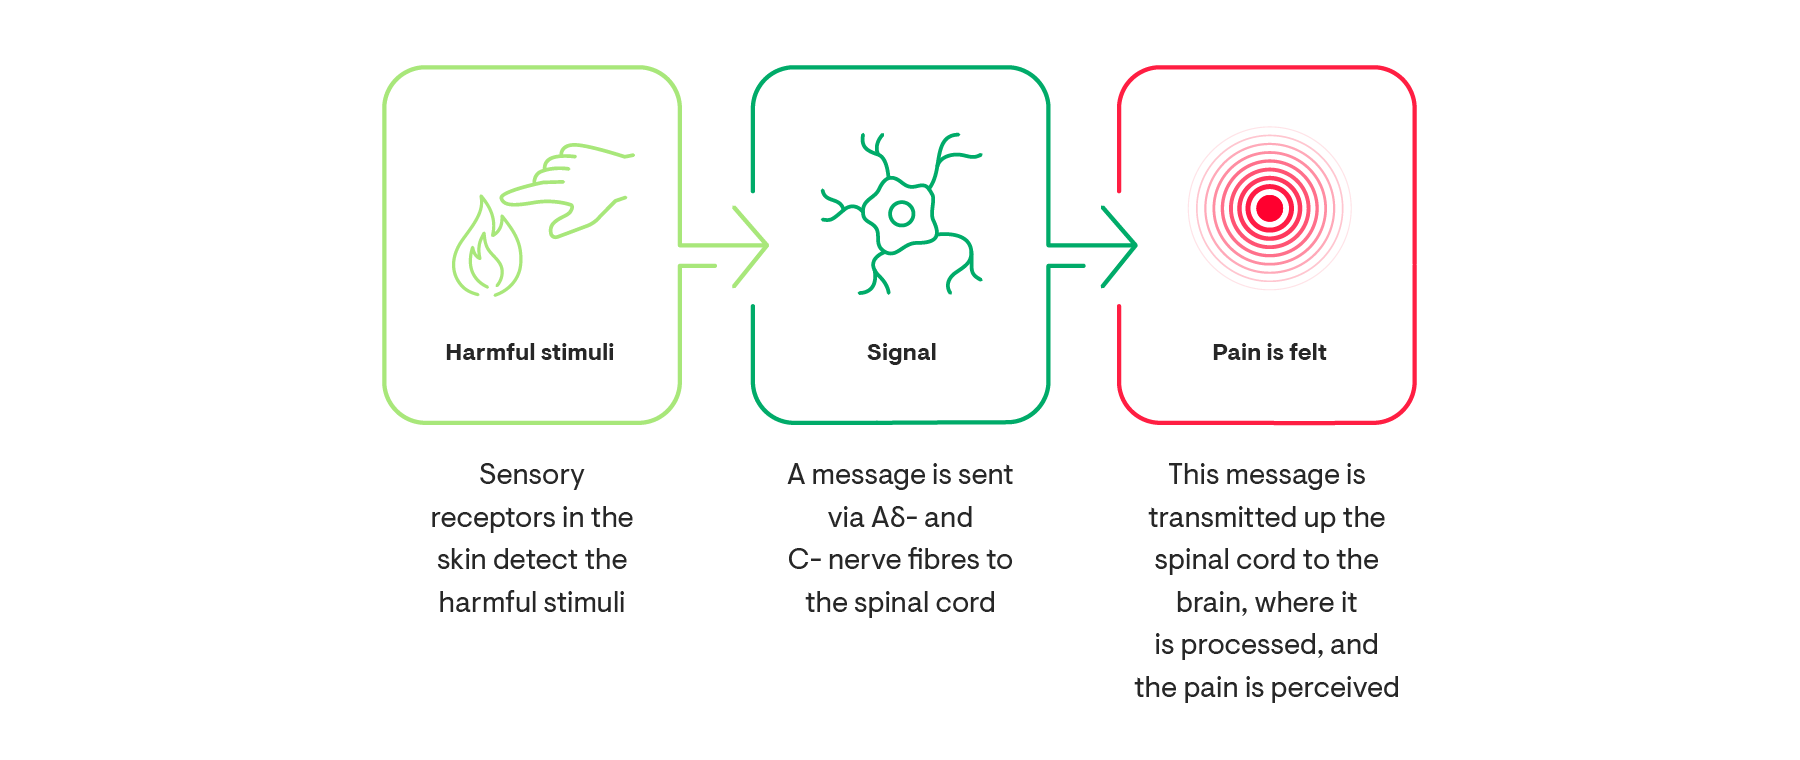 Harmful stimuli
Sensory
receptors in the
skin detect the
harmful stimuli
Signal
A message is sent
via Aδ- and
C- nerve fibres to
the spinal cord
Pain is felt
This message is
transmitted up the
spinal cord to the
brain, where it
is processed, and
the pain is perceived